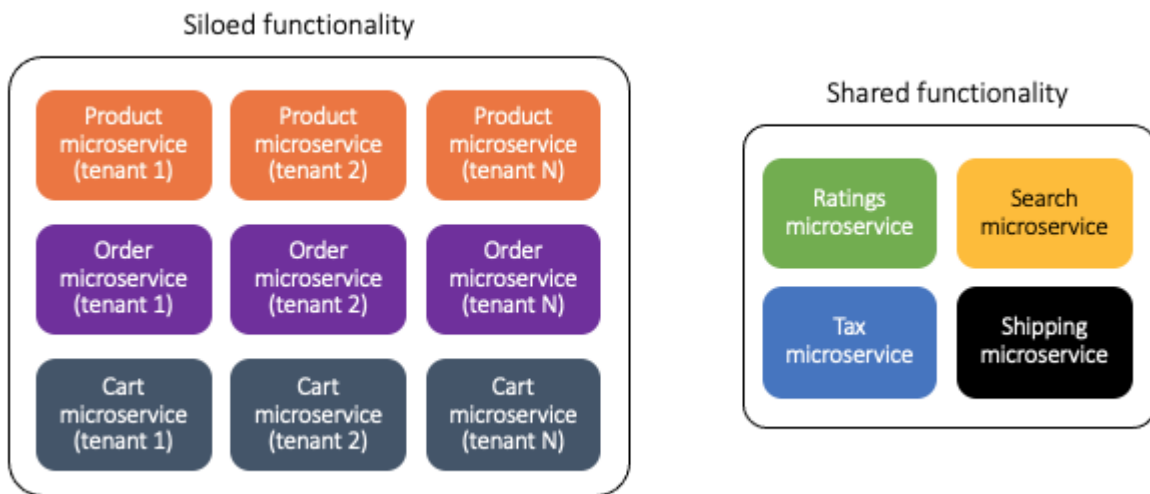 Siloed functionality
Product
microservice
(tenant 1)
Product
microservice
(tenant 2)
Product
microservice
(tenant N)
Order
microservice
(tenant 1)
Order
microservice
(tenant 2)
Order
microservice
(tenant N)
Cart
microservice
(tenant 1)
Cart
microservice
(tenant 2)
Cart
microservice
(tenant N)
Shared functionality
Ratings
microservice
Search
microservice
Tax
microservice
Shipping
microservice